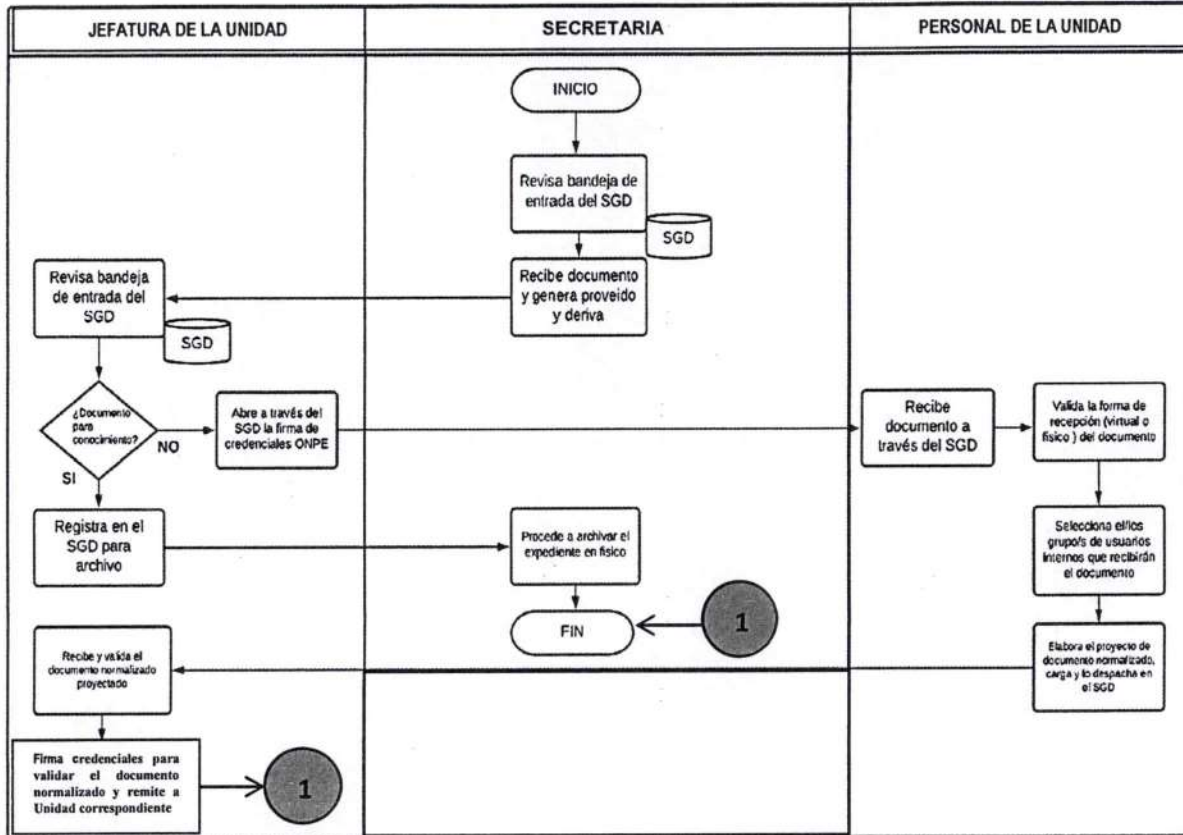 JEFATURA DE LA UNIDAD
SECRETARIA
PERSONAL DE LA UNIDAD
INICIO
Revisa bandeja de
entrada del SGD
SGD
Recibe documento
y genera proveido
y deriva
Revisa bandeja
de entrada del
SGD
SGD
¿Documento
para
conocimiento?
NO
SI
Abre a través del
SGD la firma de
credenciales ONPE
Recibe
documento a
través del SGD
Valida la forma de
recepción (virtual o
físico ) del documento
Selecciona el/los
grupo/s de usuarios
internos que recibirán
el documento
Elabora el proyecto de
documento normalizado,
carga y lo despacha en
el SGD
Registra en el
SGD para
archivo
Procede a archivar el
expediente en fisico
FIN
1
Recibe y valida el
documento normalizado
proyectado
Firma credenciales para
validar el documento
normalizado y remite a
Unidad correspondiente
1